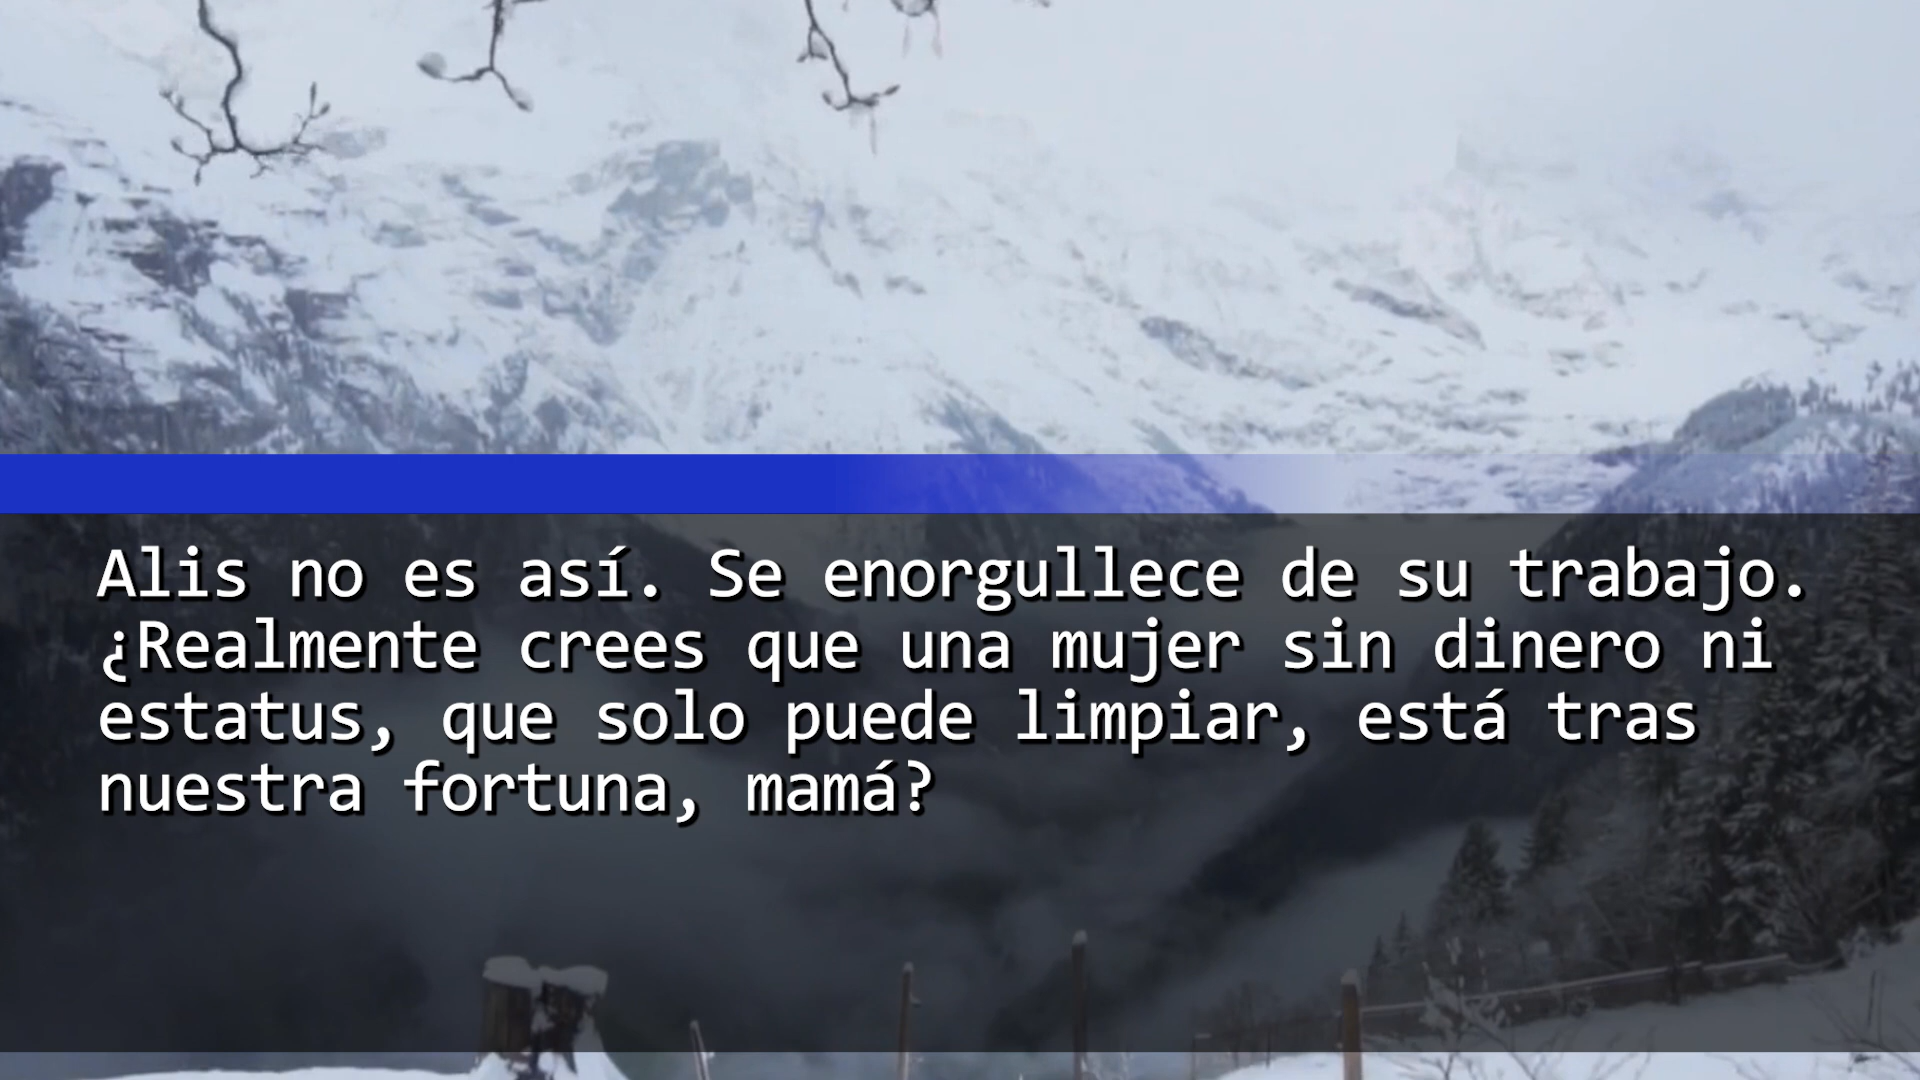 Alis no es así. Se enorgullece de su trabajo.
¿Realmente crees que una mujer sin dinero ni
estatus, que solo puede limpiar, está tras
nuestra fortuna, mamá?